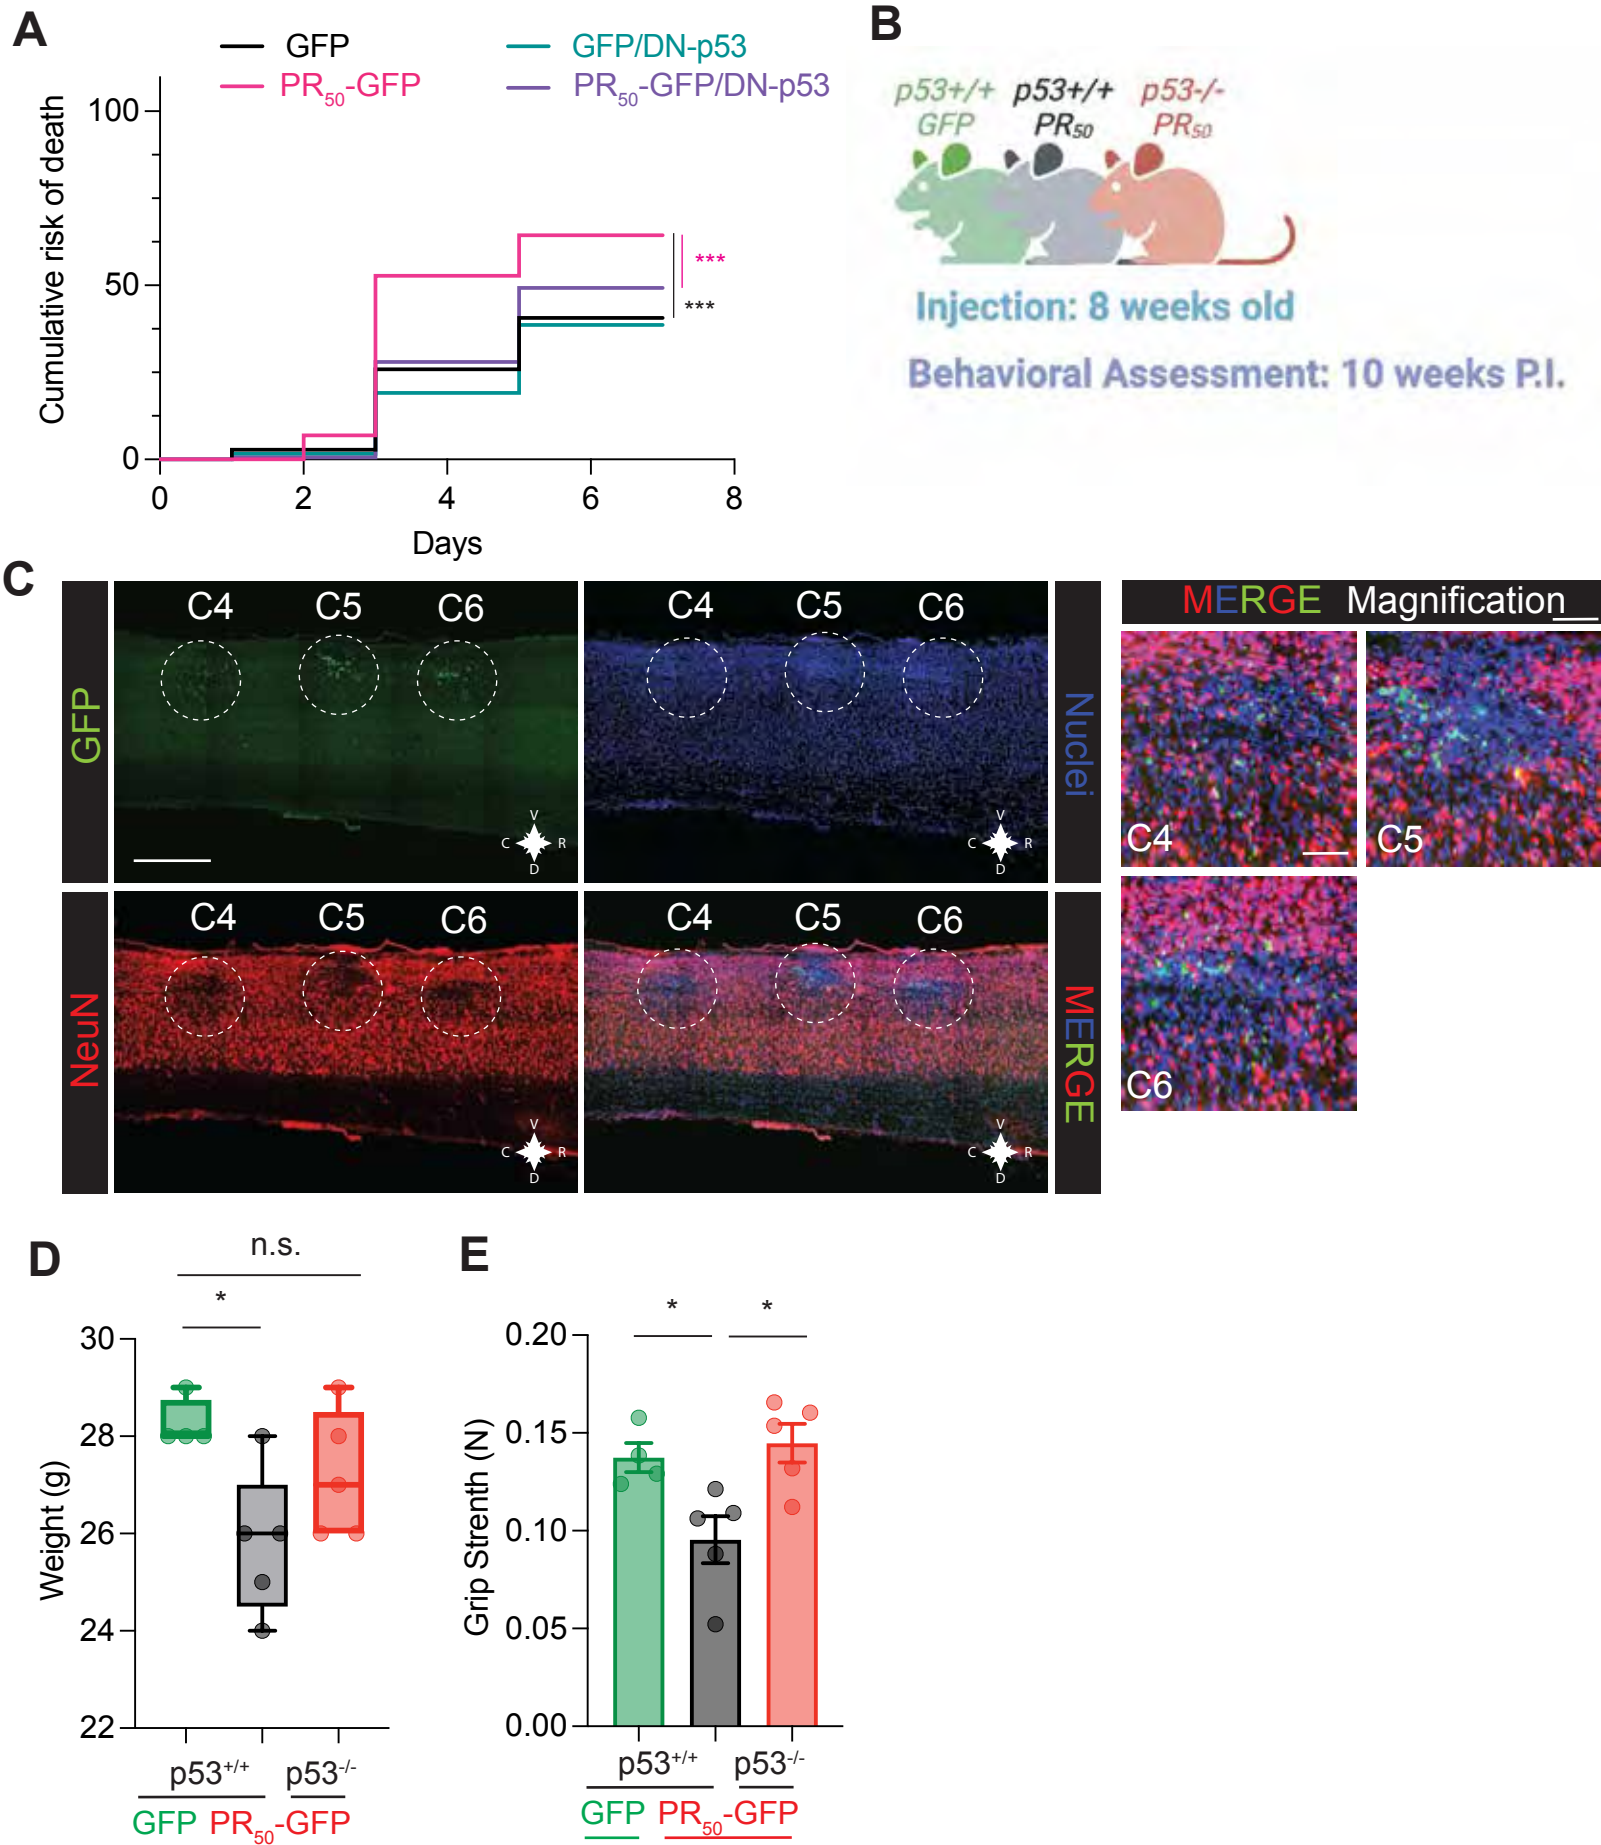 A
GFP
GFP/DN-p53
PR50-GFP
PR50-GFP/DN-p53
Cumulative risk of death
100
50
0
0 2 4 6 8
Days
***
***
B
p53+/+ p53+/+ p53-/-
GFP PR50 PR50
Injection: 8 weeks old
Behavioral Assessment: 10 weeks P.I.
C
GFP
C4 C5 C6
V
C R
D
C4 C5 C6
V
C R
D
Nuclei
NeuN
C4 C5 C6
V
C R
D
C4 C5 C6
V
C R
D
MERGE
MERGE Magnification
C4
C5
C6
D
n.s.
*
Weight (g)
30
28
26
24
22
p53+/+ p53-/-
GFP PR50-GFP
E
* *
Grip Strenth (N)
0.20
0.15
0.10
0.05
0.00
p53+/+ p53-/-
GFP PR50-GFP